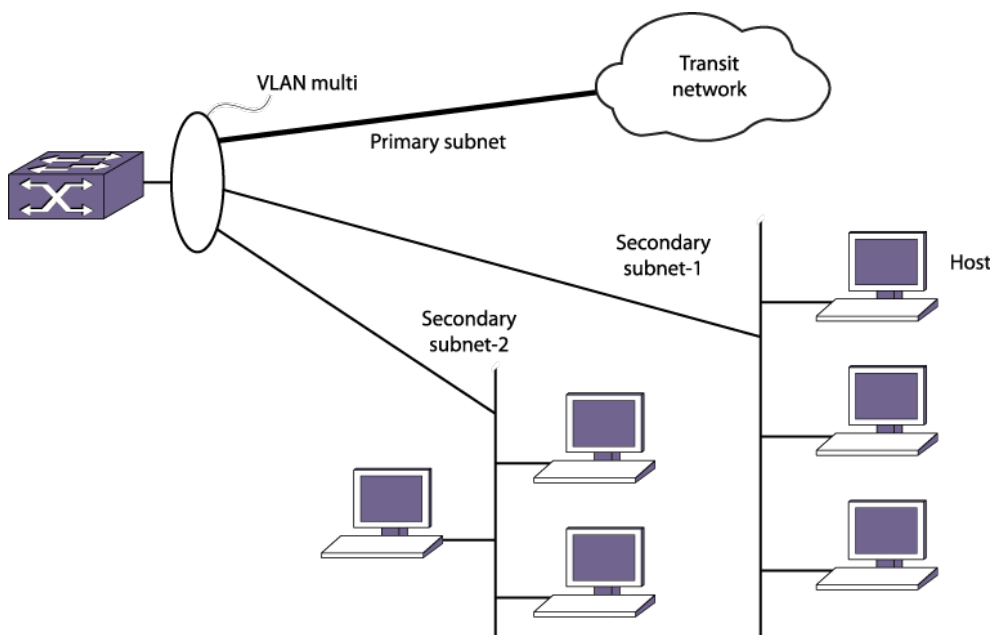 VLAN multi
Transit
network
Primary subnet
Secondary
subnet-1
Host
Secondary
subnet-2